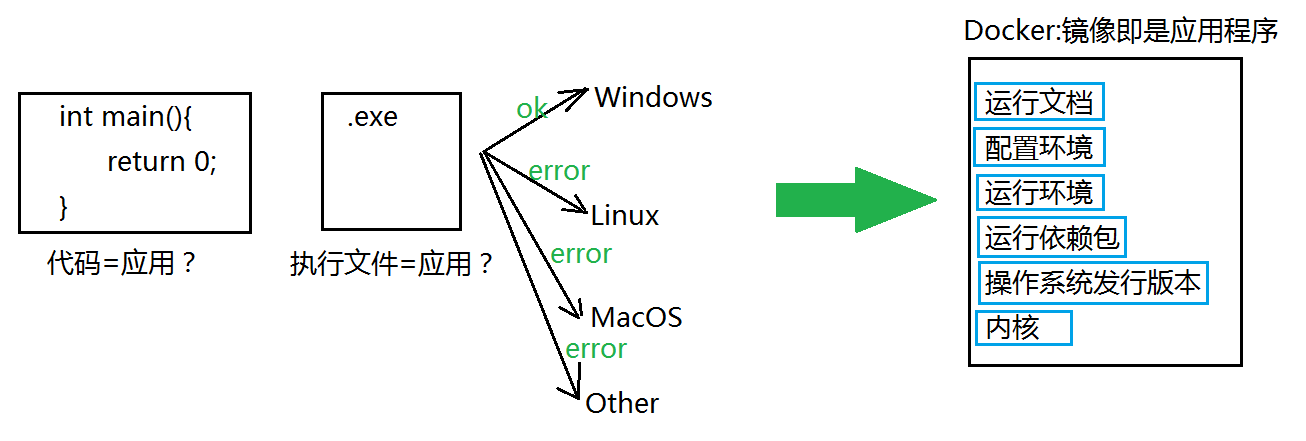 int main(){
return 0;
}
代码=应用？
.exe
执行文件=应用？
ok
Windows
error
Linux
error
MacOS
error
Other
Docker:镜像即是应用程序
运行文档
配置环境
运行环境
运行依赖包
操作系统发行版本
内核